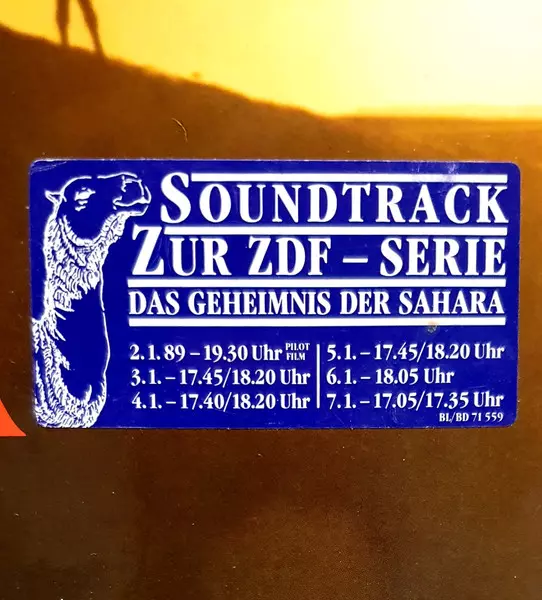 SOUNDTRACK
ZUR ZDF – SERIE
DAS GEHEIMNIS DER SAHARA
2.1.89 – 19.30 Uhr PILOT FILM
3.1. – 17.45/18.20 Uhr
4.1. – 17.40/18.20 Uhr
5.1. – 17.45/18.20 Uhr
6.1. – 18.05 Uhr
7.1. – 17.05/17.35 Uhr
BL/BD 71 559